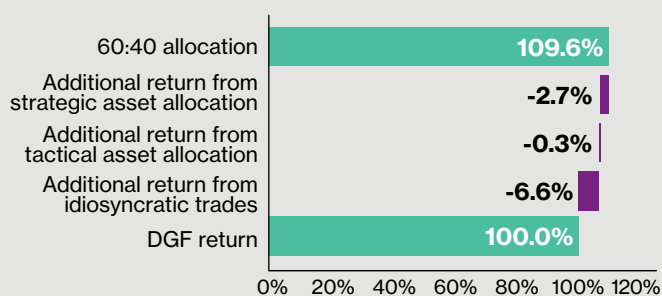 60:40 allocation
109.6%
Additional return from
strategic asset allocation
-2.7%
Additional return from
tactical asset allocation
-0.3%
Additional return from
idiosyncratic trades
-6.6%
DGF return
100.0%
0% 20% 40% 60% 80% 100% 120%